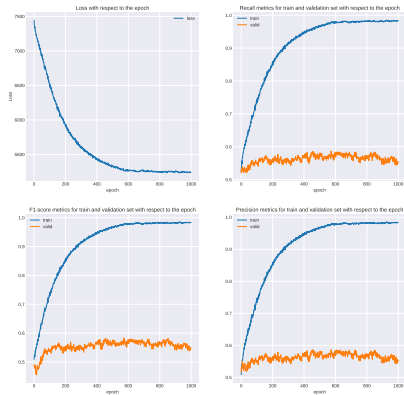 Loss with respect to the epoch
loss
7500
6500
6000
5500
Loss
0
200
400
600
800
1000
epoch
Recall metrics for train and validation set with respect to the epoch
train
valid
1.0
0.9
0.8
0.7
0.6
0.5
0
200
400
600
800
1000
epoch
F1-score metrics for train and validation set with respect to the epoch
train
valid
1.0
0.9
0.8
0.7
0.6
0.5
0
200
400
600
800
1000
epoch
Precision metrics for train and validation set with respect to the epoch
train
valid
1.0
0.9
0.8
0.7
0.6
0.5
0
200
400
600
800
1000
epoch